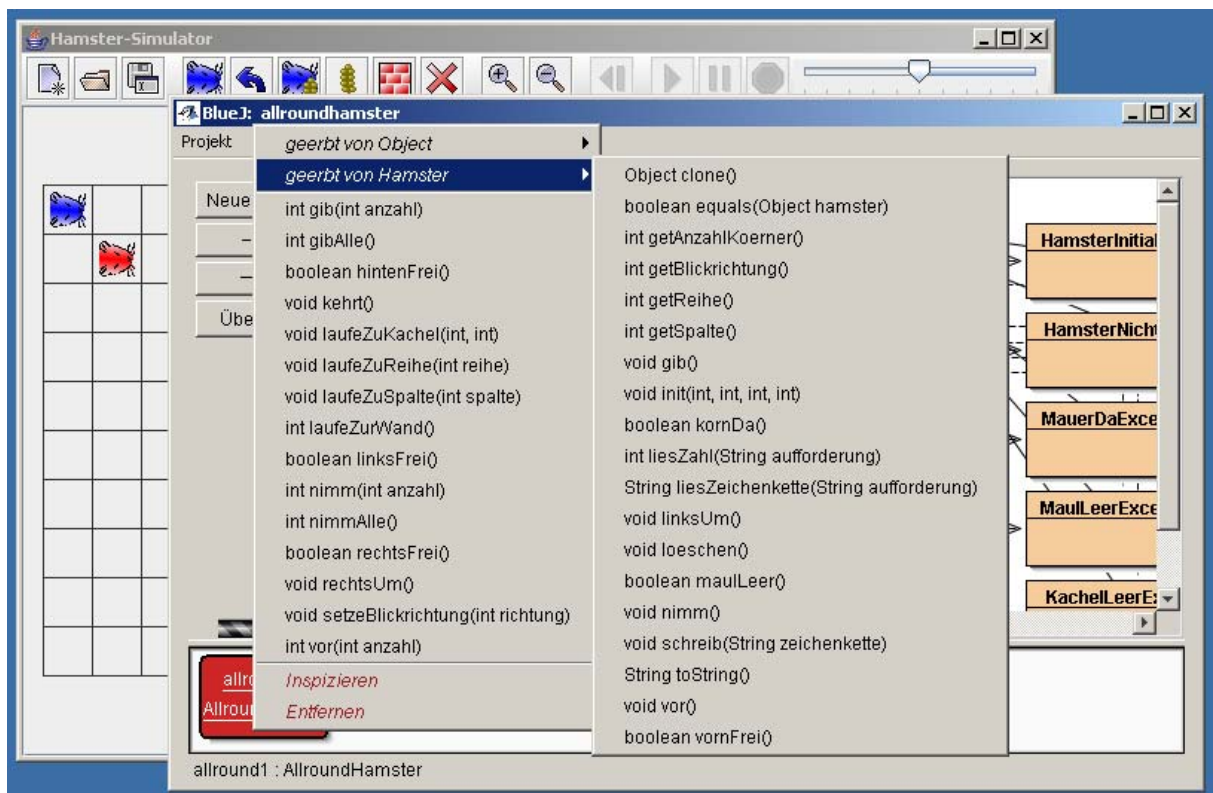 Hamster-Simulator
BlueJ: allroundhamster
Projekt
geerbt von Object
geerbt von Hamster
int gib(int anzahl)
int gibAlle()
boolean hintenFrei()
void kehrt()
void laufeZuKachel(int, int)
void laufeZuReihe(int reihe)
void laufeZuSpalte(int spalte)
int laufeZurWand()
boolean linksFrei()
int nimm(int anzahl)
int nimmAlle()
boolean rechtsFrei()
void rechtsUm()
void setzeBlickrichtung(int richtung)
int vor(int anzahl)
Inspizieren
Entfernen
Object clone()
boolean equals(Object hamster)
int getAnzahlKoerner()
int getBlickrichtung()
int getReihe()
int getSpalte()
void gib()
void init(int, int, int, int)
boolean kornDa()
int liesZahl(String aufforderung)
String liesZeichenkette(String aufforderung)
void linksUm()
void loeschen()
boolean maulLeer()
void nimm()
void schreib(String zeichenkette)
String toString()
void vor()
boolean vornFrei()
Neue
Übe
HamsterInitial
HamsterNicht
MauerDaExce
MaulLeerExce
KachelLeerE
allro
Allrou
allround1 : AllroundHamster